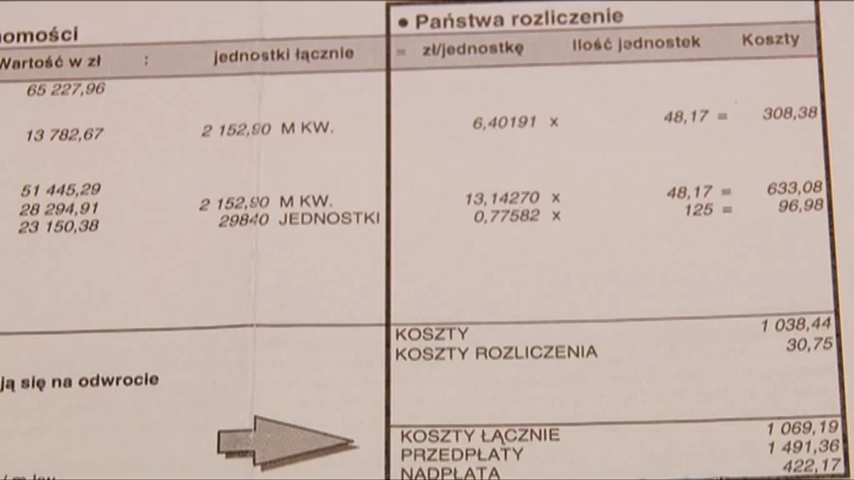 • Państwa rozliczenie
omości
Wartość w zł : jednostki łącznie = zł/jednostkę Ilość jednostek Koszty
65 227,96
13 782,67 2 152,90 M KW. 6,40191 x 48,17 = 308,38
51 445,29
28 294,91 2 152,90 M KW. 13,14270 x 48,17 = 633,08
23 150,38 29840 JEDNOSTKI 0,77582 x 125 = 96,98
KOSZTY 1 038,44
KOSZTY ROZLICZENIA 30,75
ją się na odwrocie
KOSZTY ŁĄCZNIE 1 069,19
PRZEDPŁATY 1 491,36
NADPŁATA 422,17